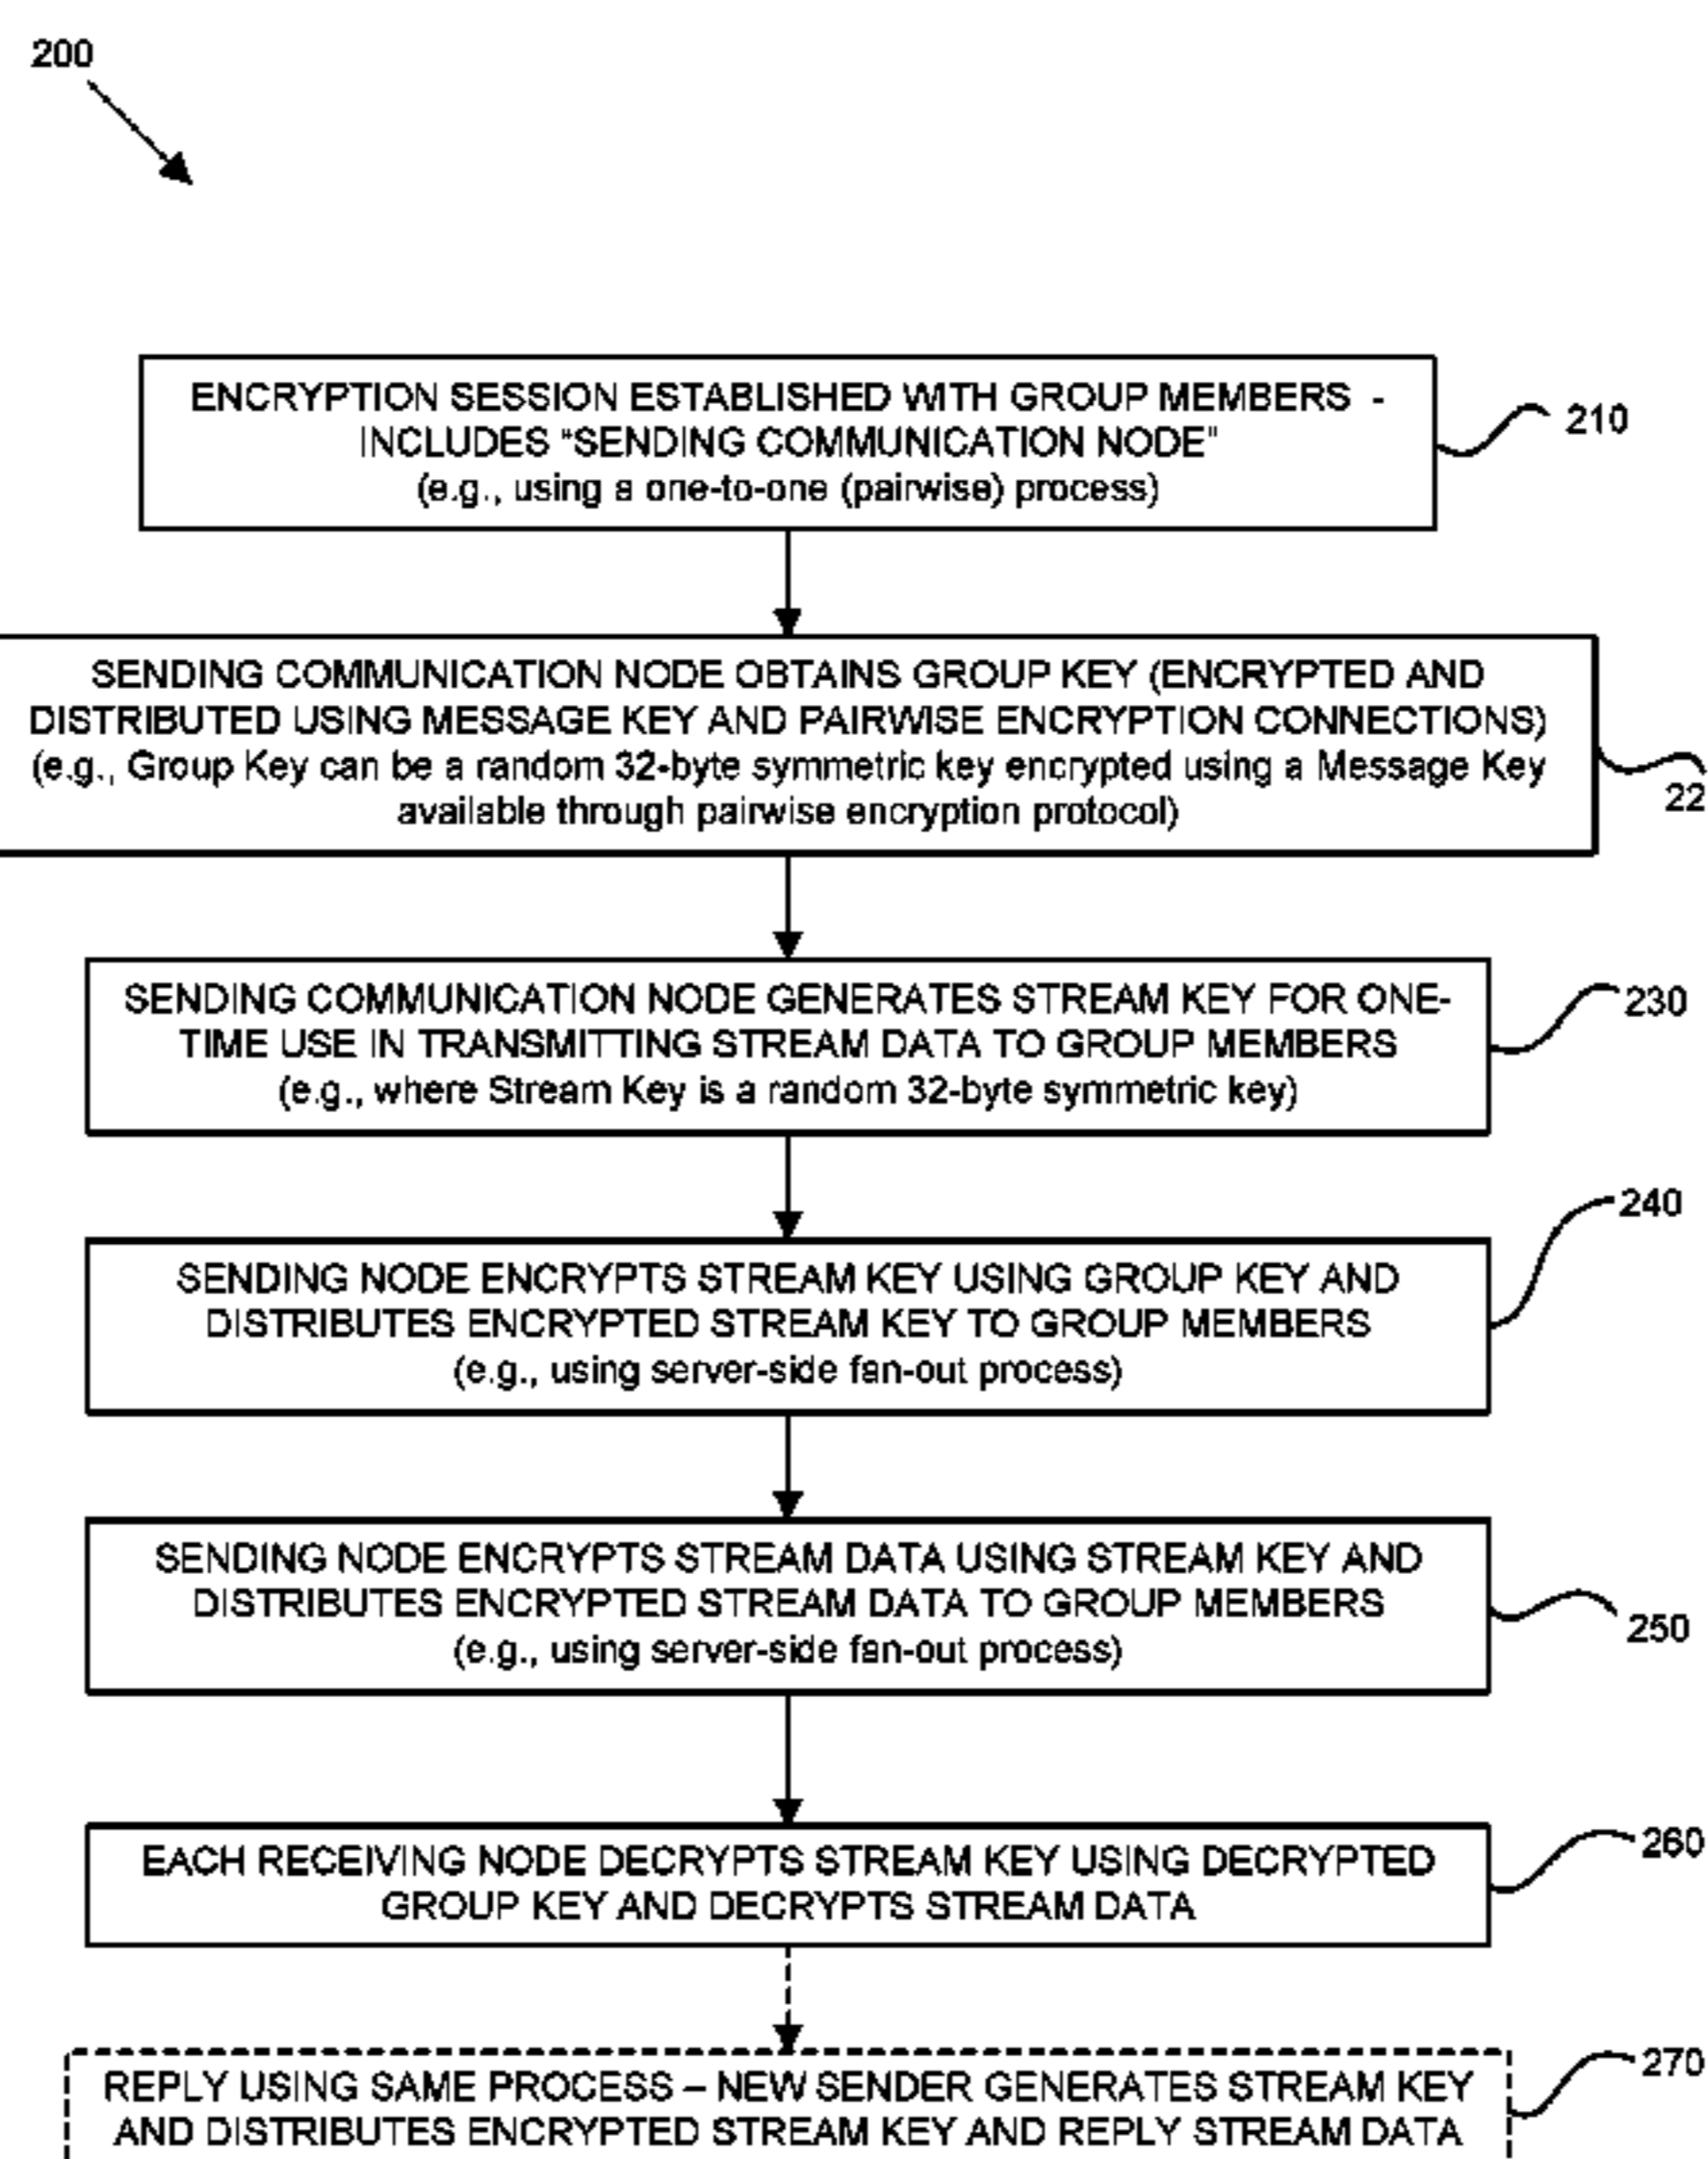 200
ENCRYPTION SESSION ESTABLISHED WITH GROUP MEMBERS -
INCLUDES "SENDING COMMUNICATION NODE"
(e.g., using a one-to-one (pairwise) process)
210
SENDING COMMUNICATION NODE OBTAINS GROUP KEY (ENCRYPTED AND
DISTRIBUTED USING MESSAGE KEY AND PAIRWISE ENCRYPTION CONNECTIONS)
(e.g., Group Key can be a random 32-byte symmetric key encrypted using a Message Key
available through pairwise encryption protocol)
22
SENDING COMMUNICATION NODE GENERATES STREAM KEY FOR ONE-
TIME USE IN TRANSMITTING STREAM DATA TO GROUP MEMBERS
(e.g., where Stream Key is a random 32-byte symmetric key)
230
SENDING NODE ENCRYPTS STREAM KEY USING GROUP KEY AND
DISTRIBUTES ENCRYPTED STREAM KEY TO GROUP MEMBERS
(e.g., using server-side fan-out process)
240
SENDING NODE ENCRYPTS STREAM DATA USING STREAM KEY AND
DISTRIBUTES ENCRYPTED STREAM DATA TO GROUP MEMBERS
(e.g., using server-side fan-out process)
250
EACH RECEIVING NODE DECRYPTS STREAM KEY USING DECRYPTED
GROUP KEY AND DECRYPTS STREAM DATA
260
REPLY USING SAME PROCESS – NEW SENDER GENERATES STREAM KEY
AND DISTRIBUTES ENCRYPTED STREAM KEY AND REPLY STREAM DATA
270